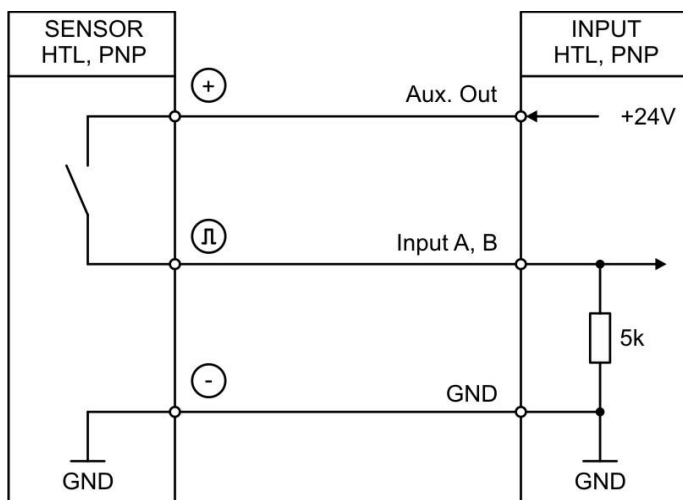 SENSOR
HTL, PNP
INPUT
HTL, PNP
+
Aux. Out
+24V
Input A, B
5k
-
GND
GND
GND